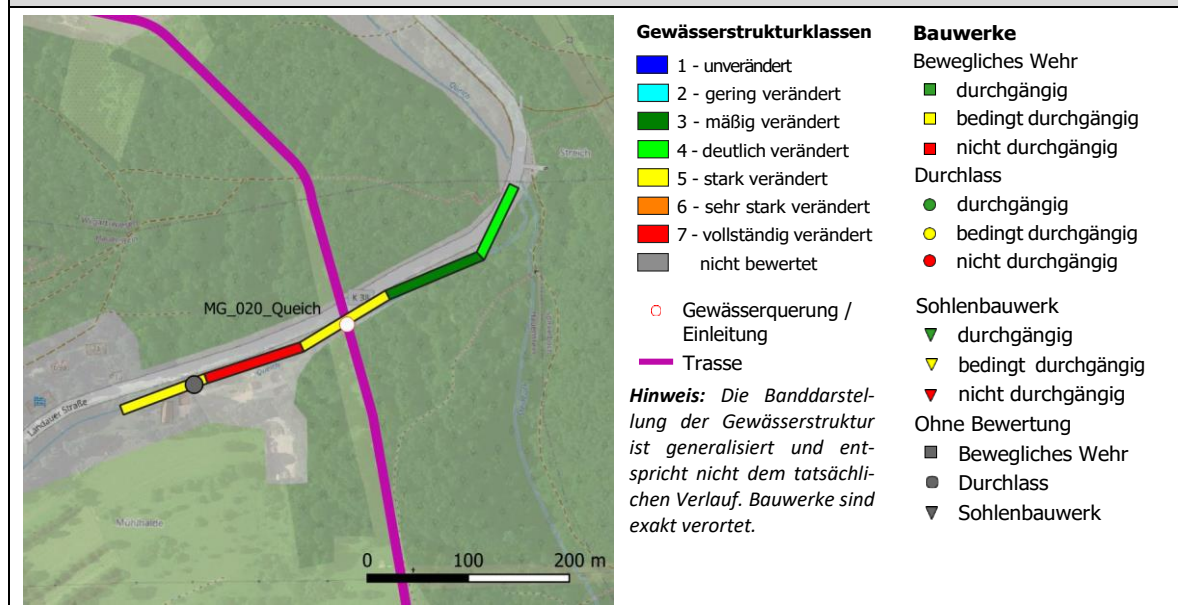 MG_020_Queich
K 38
Landauer Straße
Mühlhalde
Queich
0 100 200 m
Gewässerstrukturklassen
1 - unverändert
2 - gering verändert
3 - mäßig verändert
4 - deutlich verändert
5 - stark verändert
6 - sehr stark verändert
7 - vollständig verändert
nicht bewertet
Gewässerquerung /
Einleitung
Trasse
Hinweis: Die Banddarstel-
lung der Gewässerstruktur
ist generalisiert und ent-
spricht nicht dem tatsächli-
chen Verlauf. Bauwerke sind
exakt verortet.
Bauwerke
Bewegliches Wehr
durchgängig
bedingt durchgängig
nicht durchgängig
Durchlass
durchgängig
bedingt durchgängig
nicht durchgängig
Sohlenbauwerk
durchgängig
bedingt durchgängig
nicht durchgängig
Ohne Bewertung
Bewegliches Wehr
Durchlass
Sohlenbauwerk